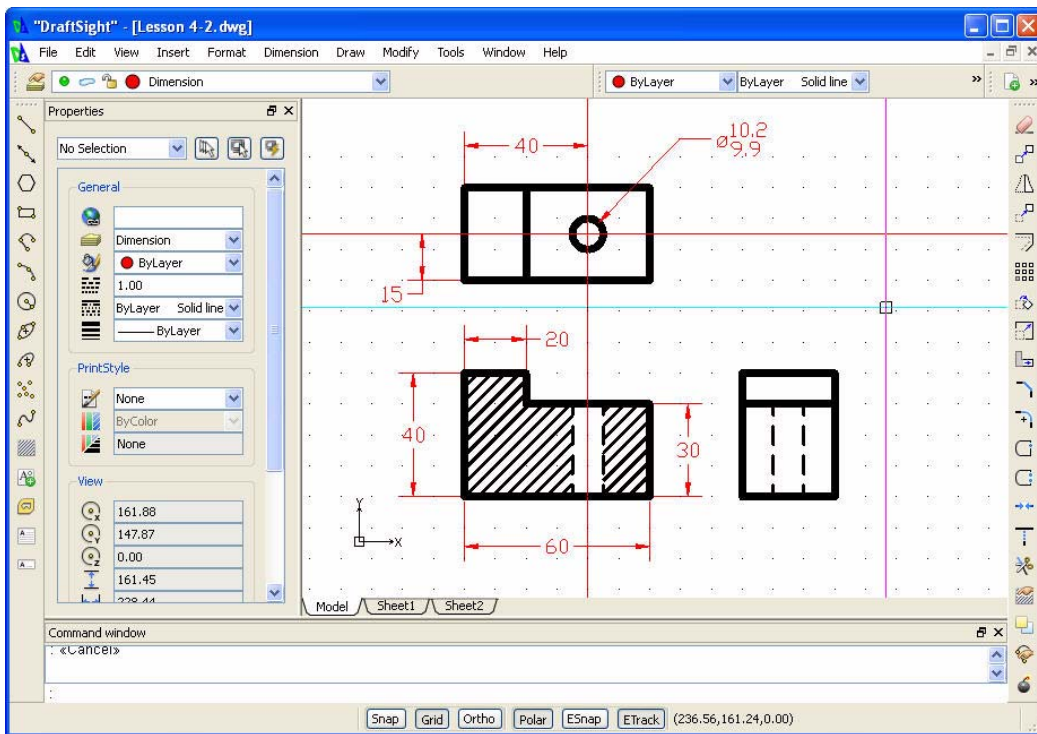 "DraftSight" - [Lesson 4-2.dwg]
File Edit View Insert Format Dimension Draw Modify Tools Window Help
Dimension
ByLayer
ByLayer Solid line
Properties
No Selection
General
Dimension
ByLayer
1.00
ByLayer Solid line
ByLayer
PrintStyle
None
ByColor
None
View
161.88
147.87
0.00
161.45
228.44
40
ø10.2
9.9
15
20
40
30
60
Y
X
Model Sheet1 Sheet2
Command window
: «Cancel»
:
Snap Grid Ortho Polar ESnap ETrack (236.56,161.24,0.00)